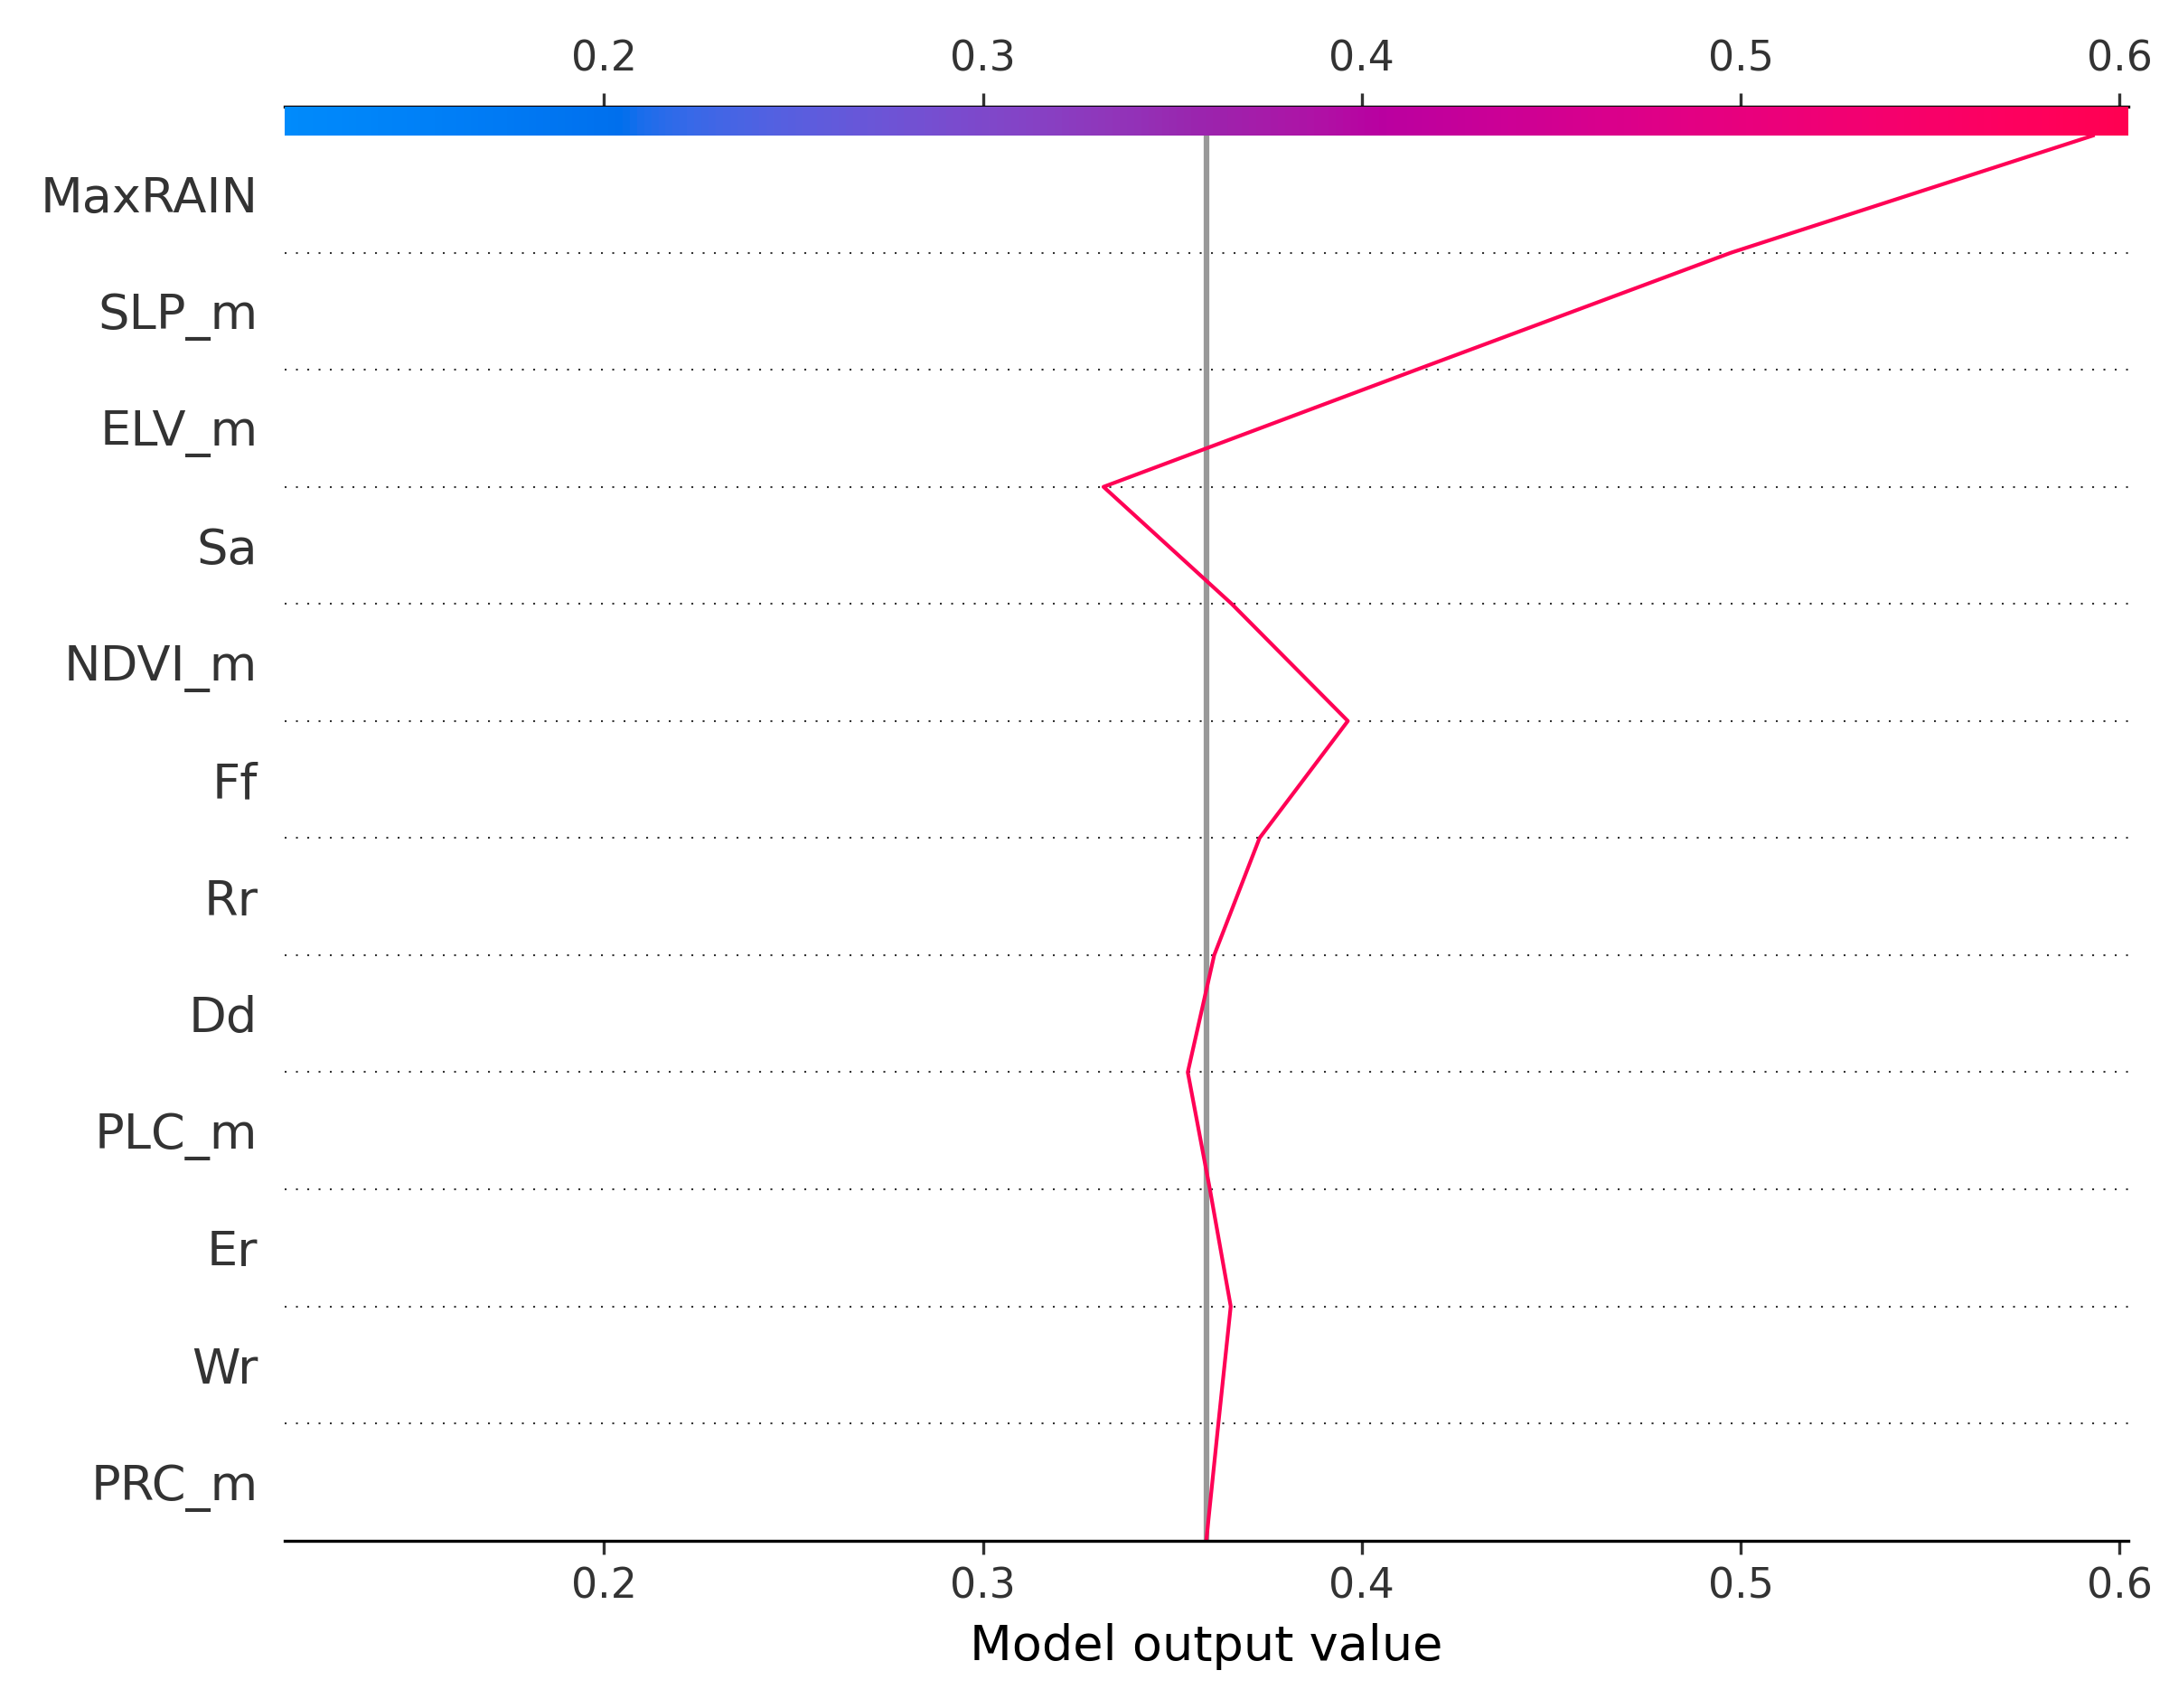 0.2 0.3 0.4 0.5 0.6
MaxRAIN
SLP_m
ELV_m
Sa
NDVI_m
Ff
Rr
Dd
PLC_m
Er
Wr
PRC_m
0.2 0.3 0.4 0.5 0.6
Model output value